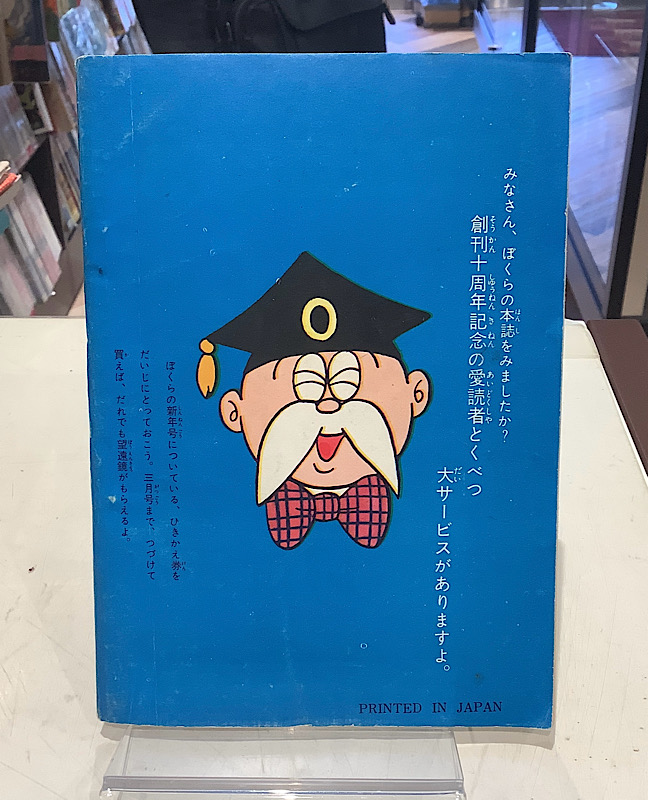 みなさん、ぼくらの本誌をみましたか？
創刊十周年記念の愛読者とくべつ
大サービスがありますよ。
ぼくらの新年号についている、ひきかえ券を
だいじにとっておこう。三月号まで、つづけて
買えば、だれでも望遠鏡がもらえるよ。
PRINTED IN JAPAN